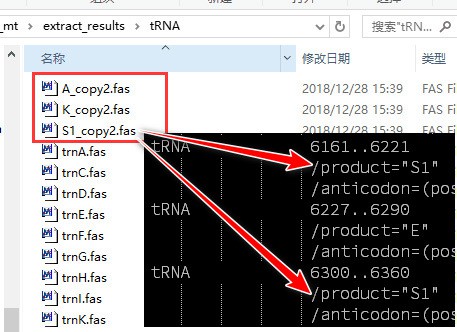 _mt › extract_results › tRNA
搜索"tRN...
名称 修改日期 类型
A_copy2.fas 2018/12/28 15:39 FAS Fi
K_copy2.fas 2018/12/28 15:39 FAS Fi
S1_copy2.fas 2018/12/28 15:39 FAS Fi
trnA.fas
trnC.fas
trnD.fas
trnE.fas
trnF.fas
trnG.fas
trnH.fas
trnI.fas
trnK.fas
tRNA 6161..6221
/product="S1"
/anticodon=(pos
tRNA 6227..6290
/product="E"
/anticodon=(pos
tRNA 6300..6360
/product="S1"
/anticodon=(pos